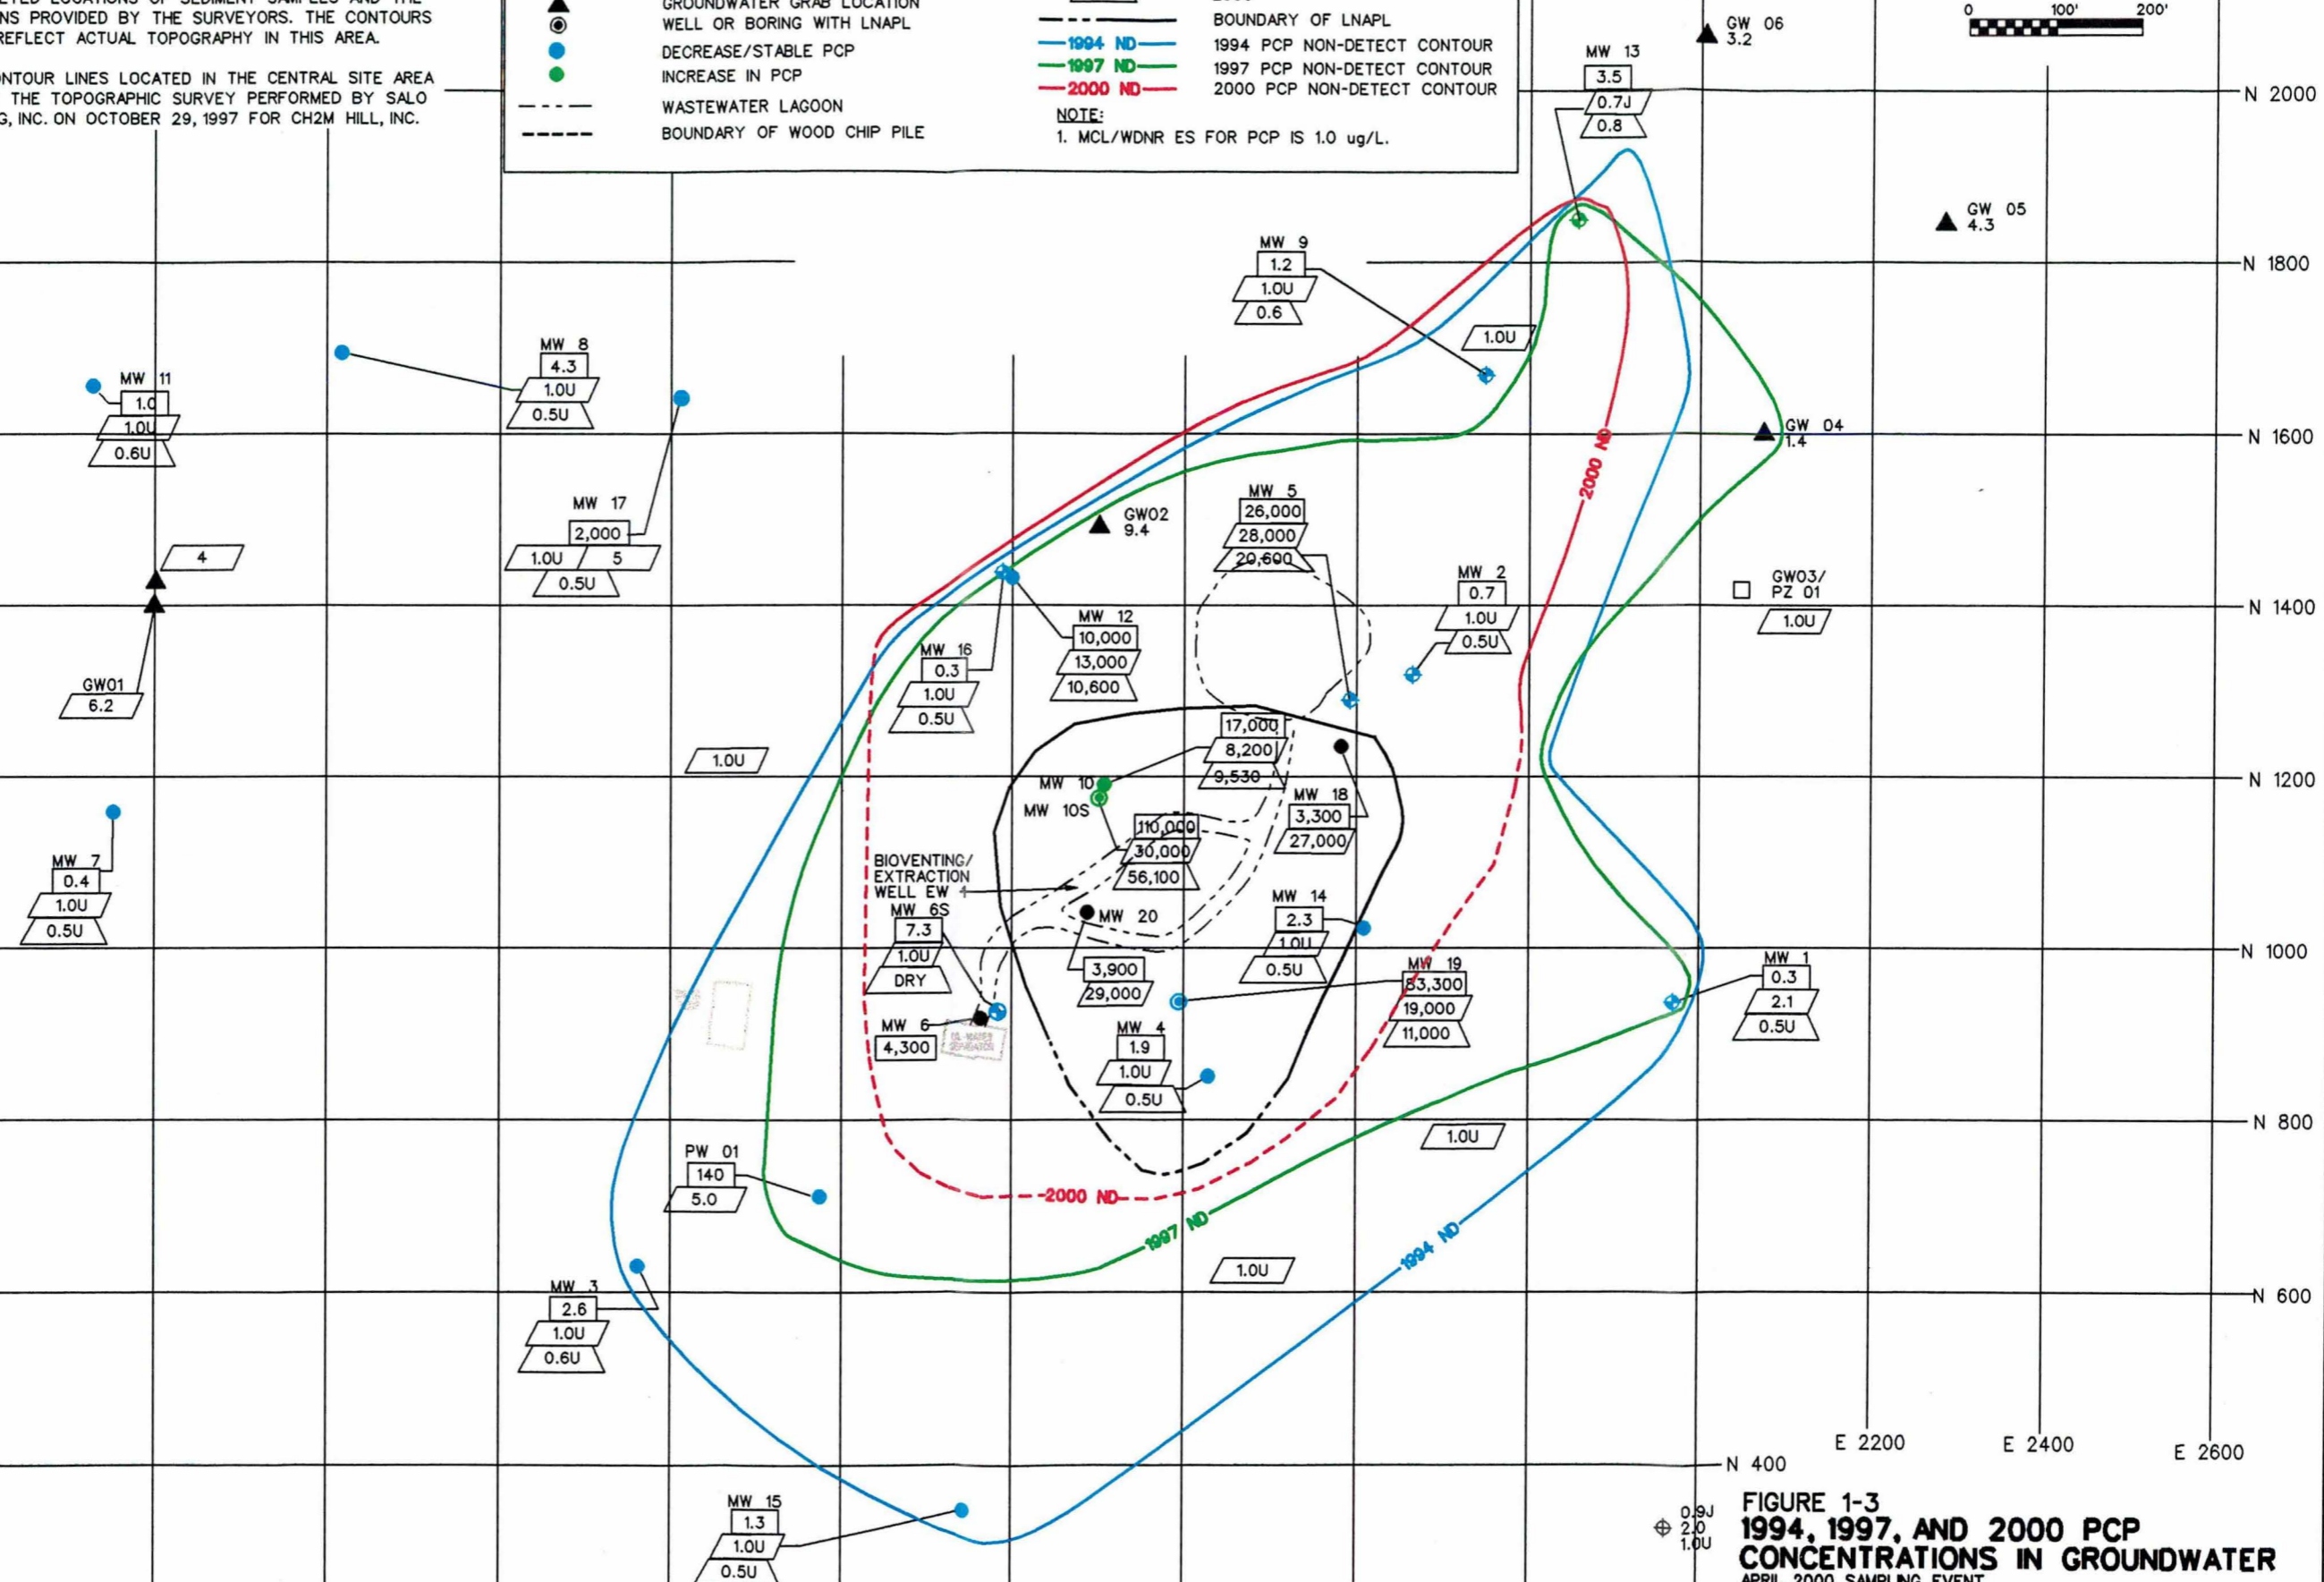 NS PROVIDED BY THE SURVEYORS. THE CONTOURS
REFLECT ACTUAL TOPOGRAPHY IN THIS AREA.
ONTOUR LINES LOCATED IN THE CENTRAL SITE AREA
THE TOPOGRAPHIC SURVEY PERFORMED BY SALO
G, INC. ON OCTOBER 29, 1997 FOR CH2M HILL, INC.
GROUNDWATER GRAB LOCATION
WELL OR BORING WITH LNAPL
DECREASE/STABLE PCP
INCREASE IN PCP
WASTEWATER LAGOON
BOUNDARY OF WOOD CHIP PILE
BOUNDARY OF LNAPL
1994 ND
1994 PCP NON-DETECT CONTOUR
1997 ND
1997 PCP NON-DETECT CONTOUR
2000 ND
2000 PCP NON-DETECT CONTOUR
NOTE:
1. MCL/WDNR ES FOR PCP IS 1.0 ug/L.
0 100' 200'
GW 06
3.2
MW 13
3.5
0.7J
0.8
N 2000
GW 05
4.3
MW 9
1.2
1.0U
0.6
N 1800
1.0U
MW 8
4.3
1.0U
0.5U
MW 11
1.0
1.0U
0.6U
GW 04
1.4
N 1600
MW 17
2,000
1.0U 5
0.5U
GW02
9.4
MW 5
26,000
28,000
20,600
4
MW 2
0.7
1.0U
0.5U
GW03/
PZ 01
1.0U
2000 ND
N 1400
MW 12
10,000
13,000
10,600
MW 16
0.3
1.0U
0.5U
GW01
6.2
1.0U
17,000
8,200
9,530
MW 10
MW 10S
N 1200
110,000
30,000
56,100
MW 18
3,300
27,000
MW 7
0.4
1.0U
0.5U
BIOVENTING/
EXTRACTION
WELL EW 1
MW 6S
7.3
1.0U
DRY
MW 20
3,900
29,000
MW 14
2.3
1.0U
0.5U
N 1000
MW 19
83,300
19,000
11,000
MW 1
0.3
2.1
0.5U
MW 6
4,300
OIL-WATER
SEPARATOR
MW 4
1.9
1.0U
0.5U
N 800
1.0U
PW 01
140
5.0
2000 ND
1997 ND
1994 ND
1.0U
MW 3
2.6
1.0U
0.6U
N 600
E 2200
E 2400
E 2600
N 400
MW 15
1.3
1.0U
0.5U
0.9J
2.0
1.0U
FIGURE 1-3
1994, 1997, AND 2000 PCP
CONCENTRATIONS IN GROUNDWATER
APRIL 2000 SAMPLING EVENT